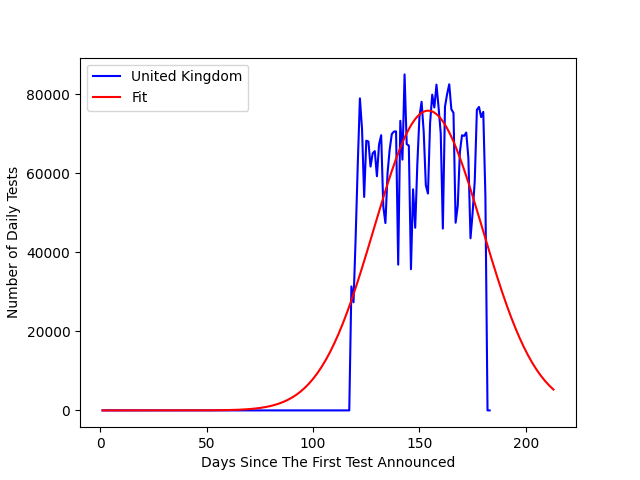 United Kingdom
Fit
80000
60000
40000
20000
0
0 50 100 150 200
Number of Daily Tests
Days Since The First Test Announced